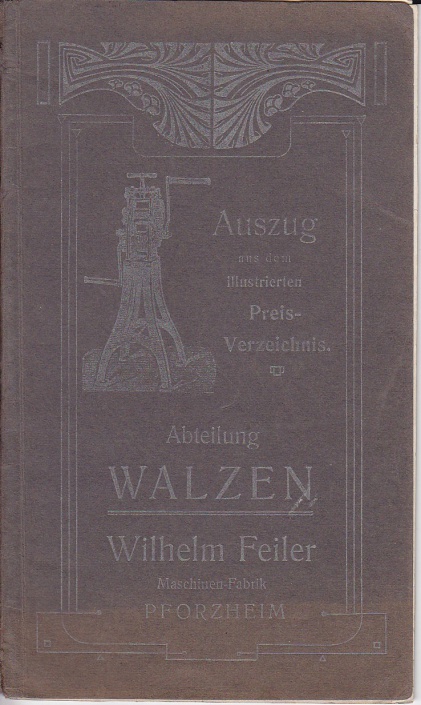 Auszug
aus dem
illustrierten
Preis-
Verzeichnis.
Abteilung
WALZEN
Wilhelm Feiler
Maschinen-Fabrik
PFORZHEIM